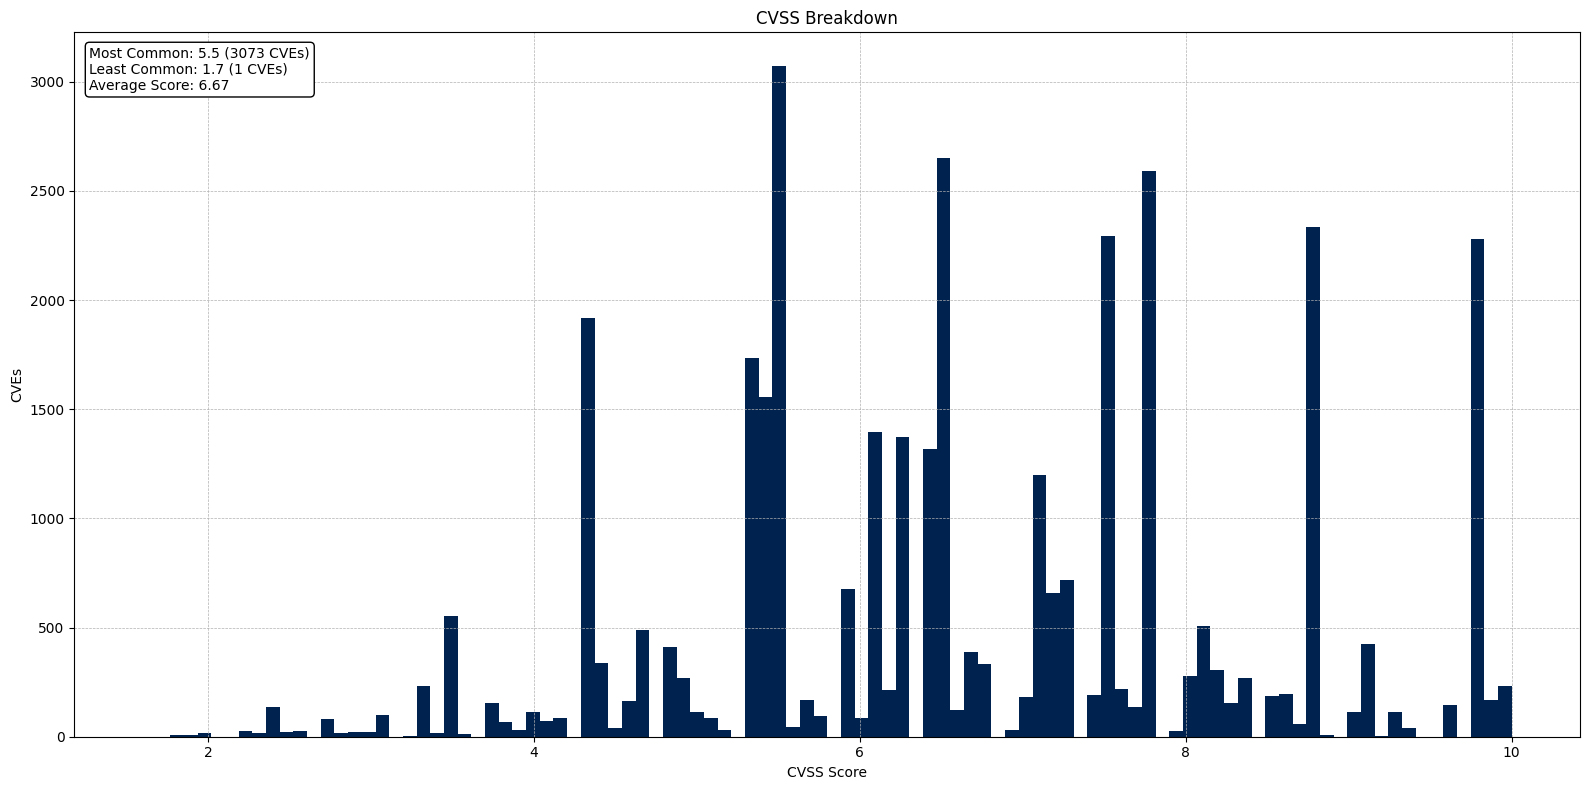 CVSS Breakdown
Most Common: 5.5 (3073 CVEs)
Least Common: 1.7 (1 CVEs)
Average Score: 6.67
3000
2500
2000
1500
1000
500
0
CVEs
2 4 6 8 10
CVSS Score